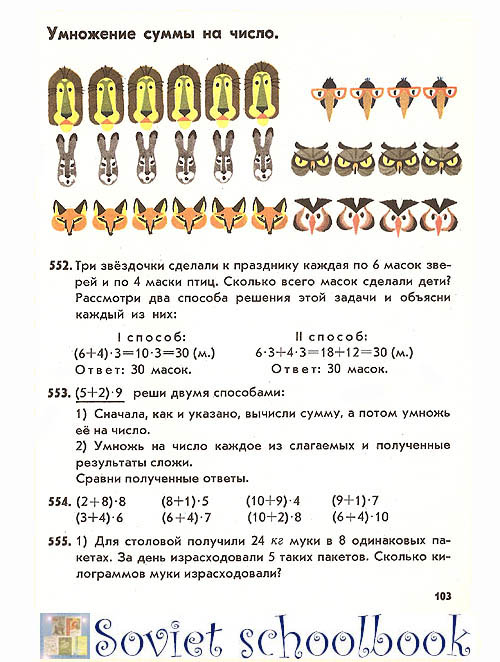 Умножение суммы на число.
552. Три звёздочки сделали к празднику каждая по 6 масок зве-
рей и по 4 маски птиц. Сколько всего масок сделали дети?
Рассмотри два способа решения этой задачи и объясни
каждый из них:
I способ: II способ:
(6+4)·3=10·3=30 (м.) 6·3+4·3=18+12=30 (м.)
Ответ: 30 масок. Ответ: 30 масок.
553. (5+2)·9 реши двумя способами:
1) Сначала, как и указано, вычисли сумму, а потом умножь
её на число.
2) Умножь на число каждое из слагаемых и полученные
результаты сложи.
Сравни полученные ответы.
554. (2+8)·8 (8+1)·5 (10+9)·4 (9+1)·7
(3+4)·6 (6+4)·7 (10+2)·8 (6+4)·10
555. 1) Для столовой получили 24 кг муки в 8 одинаковых па-
кетах. За день израсходовали 5 таких пакетов. Сколько ки-
лограммов муки израсходовали?
103
Soviet schoolbook